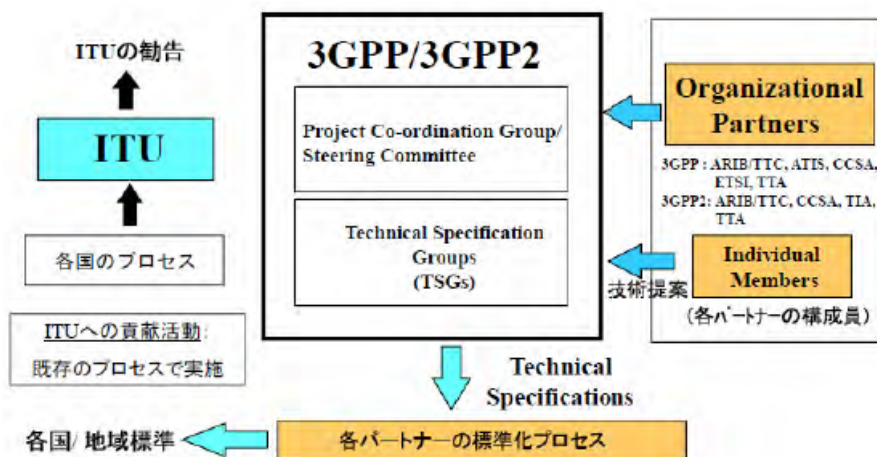 ITUの勧告
ITU
各国のプロセス
ITUへの貢献活動:
既存のプロセスで実施
3GPP/3GPP2
Project Co-ordination Group/
Steering Committee
Technical Specification
Groups
(TSGs)
Organizational
Partners
3GPP : ARIB/TTC, ATIS, CCSA,
ETSI, TTA
3GPP2: ARIB/TTC, CCSA, TIA,
TTA
Individual
Members
技術提案
(各パートナーの構成員)
Technical
Specifications
各パートナーの標準化プロセス
各国/地域標準